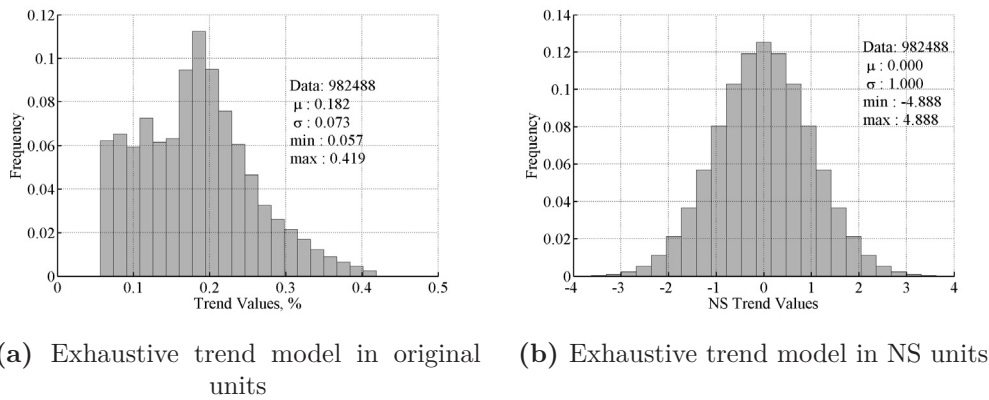 0.12
0.1
0.08
0.06
0.04
0.02
0
Frequency
Data: 982488
μ : 0.182
σ : 0.073
min : 0.057
max : 0.419
0 0.1 0.2 0.3 0.4 0.5
Trend Values, %
0.14
0.12
0.1
0.08
0.06
0.04
0.02
0
Frequency
Data: 982488
μ : 0.000
σ : 1.000
min : -4.888
max : 4.888
-4 -3 -2 -1 0 1 2 3 4
NS Trend Values
(a) Exhaustive trend model in original
units
(b) Exhaustive trend model in NS units